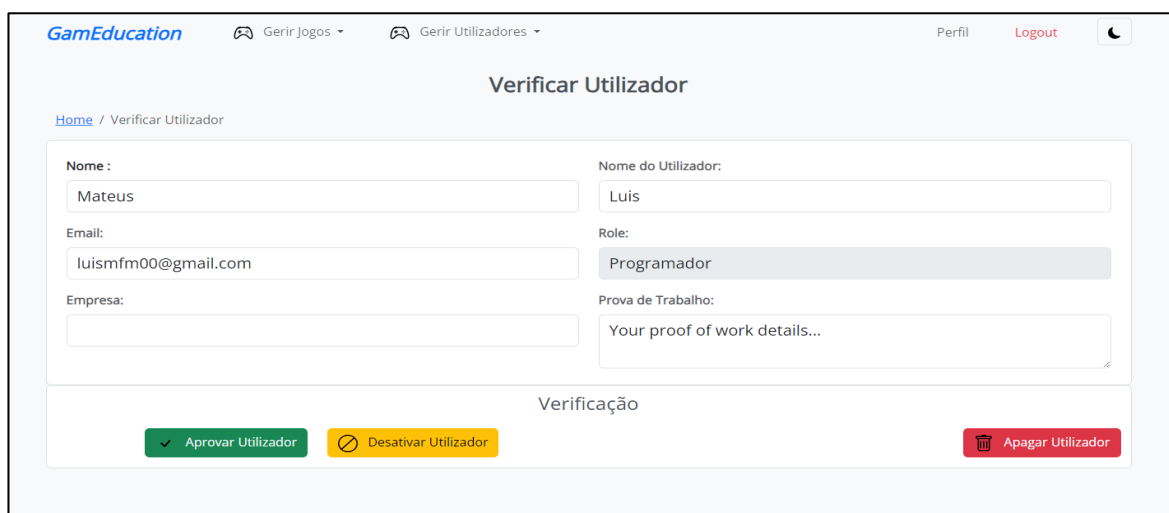 GamEducation Gerir Jogos Gerir Utilizadores Perfil Logout
Verificar Utilizador
Home / Verificar Utilizador
Nome : Nome do Utilizador:
Mateus Luis
Email: Role:
luismfm00@gmail.com Programador
Empresa: Prova de Trabalho:
Your proof of work details...
Verificação
Aprovar Utilizador Desativar Utilizador Apagar Utilizador